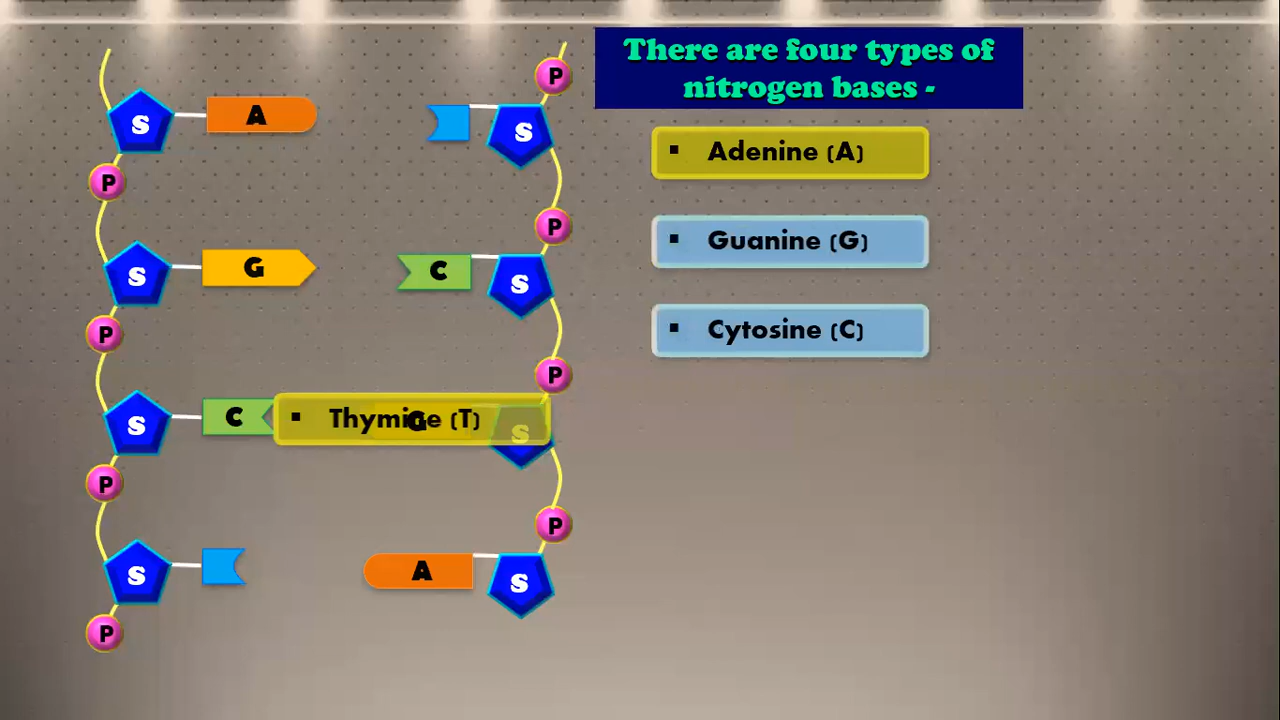 There are four types of
nitrogen bases -
▪ Adenine (A)
▪ Guanine (G)
▪ Cytosine (C)
▪ Thymine (T)
P
S A S
P P
S G C S
P P
S C G S
P P
S A S
P